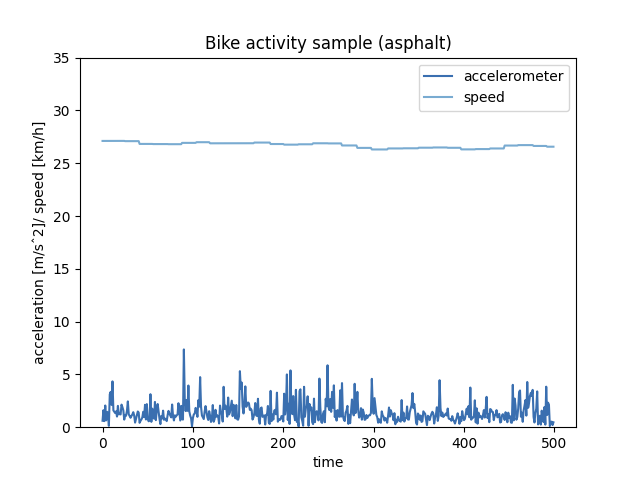 Bike activity sample (asphalt)
accelerometer
speed
acceleration [m/sˆ2]/ speed [km/h]
35
30
25
20
15
10
5
0
0 100 200 300 400 500
time